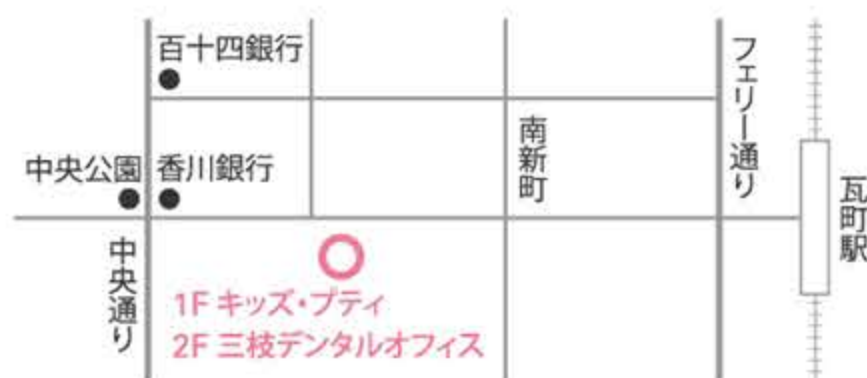 百十四銀行
フェリー通り
南新町
中央公園
香川銀行
瓦町駅
中央通り
1F キッズ・プティ
2F 三枝デンタルオフィス